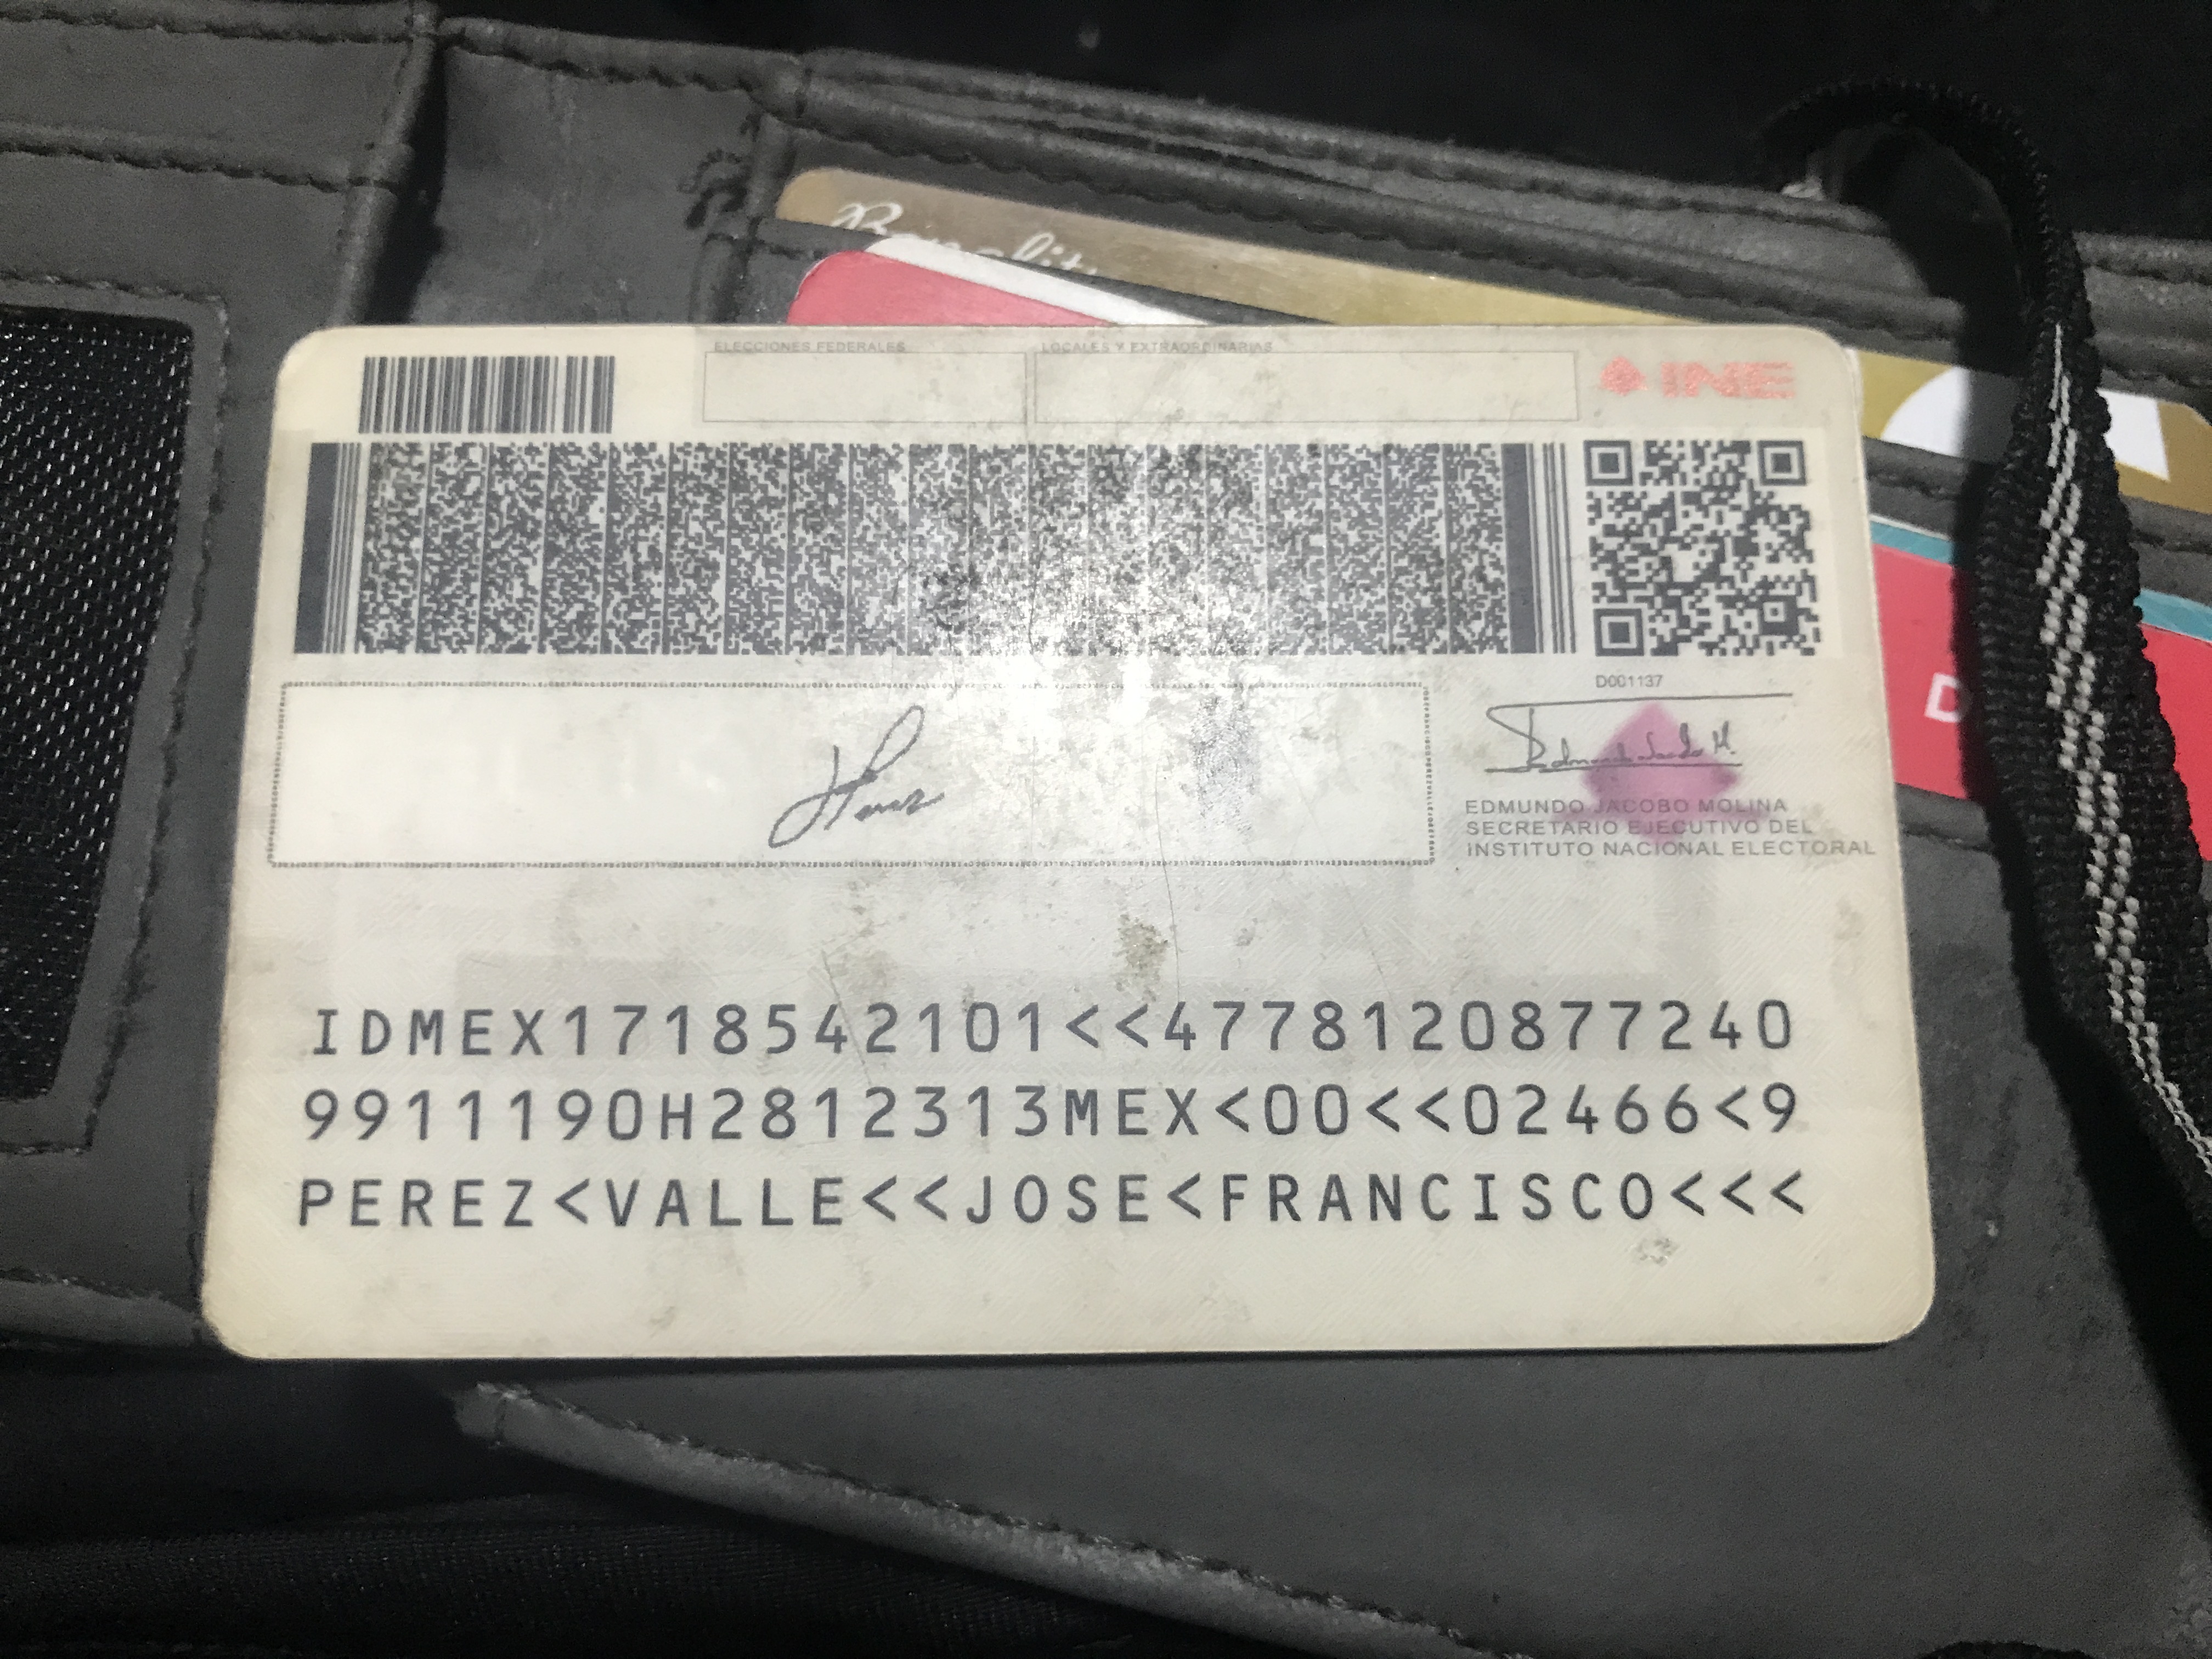 ELECCIONES FEDERALES
LOCALES Y EXTRAORDINARIAS
INE
D001137
EDMUNDO JACOBO MOLINA
SECRETARIO EJECUTIVO DEL
INSTITUTO NACIONAL ELECTORAL
IDMEX1718542101<<4778120877240
9911190H2812313MEX<00<<02466<9
PEREZ<VALLE<<JOSE<FRANCISCO<<<
D